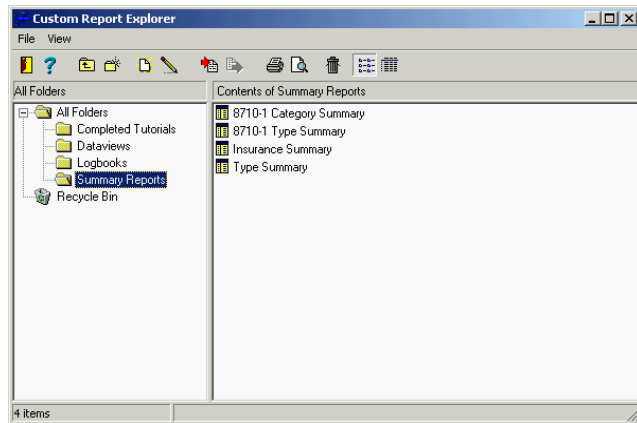 Custom Report Explorer
File View
All Folders
Contents of Summary Reports
All Folders
Completed Tutorials
Dataviews
Logbooks
Summary Reports
Recycle Bin
8710-1 Category Summary
8710-1 Type Summary
Insurance Summary
Type Summary
4 items